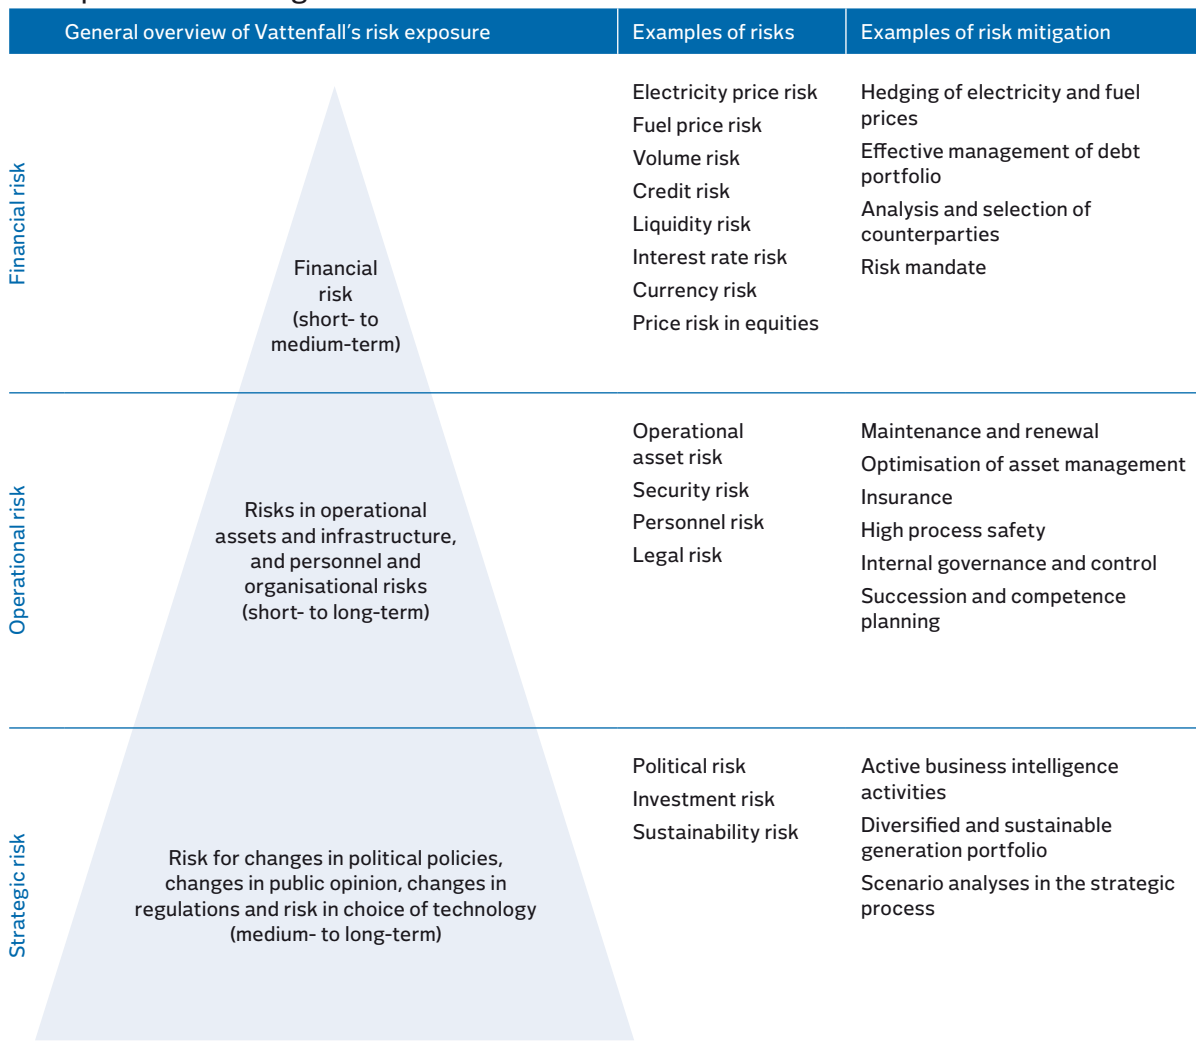 General overview of Vattenfall's risk exposure
Examples of risks
Examples of risk mitigation
Financial risk
Financial
risk
(short- to
medium-term)
Electricity price risk
Fuel price risk
Volume risk
Credit risk
Liquidity risk
Interest rate risk
Currency risk
Price risk in equities
Hedging of electricity and fuel
prices
Effective management of debt
portfolio
Analysis and selection of
counterparties
Risk mandate
Operational risk
Risks in operational
assets and infrastructure,
and personnel and
organisational risks
(short- to long-term)
Operational
asset risk
Security risk
Personnel risk
Legal risk
Maintenance and renewal
Optimisation of asset management
Insurance
High process safety
Internal governance and control
Succession and competence
planning
Strategic risk
Risk for changes in political policies,
changes in public opinion, changes in
regulations and risk in choice of technology
(medium- to long-term)
Political risk
Investment risk
Sustainability risk
Active business intelligence
activities
Diversified and sustainable
generation portfolio
Scenario analyses in the strategic
process